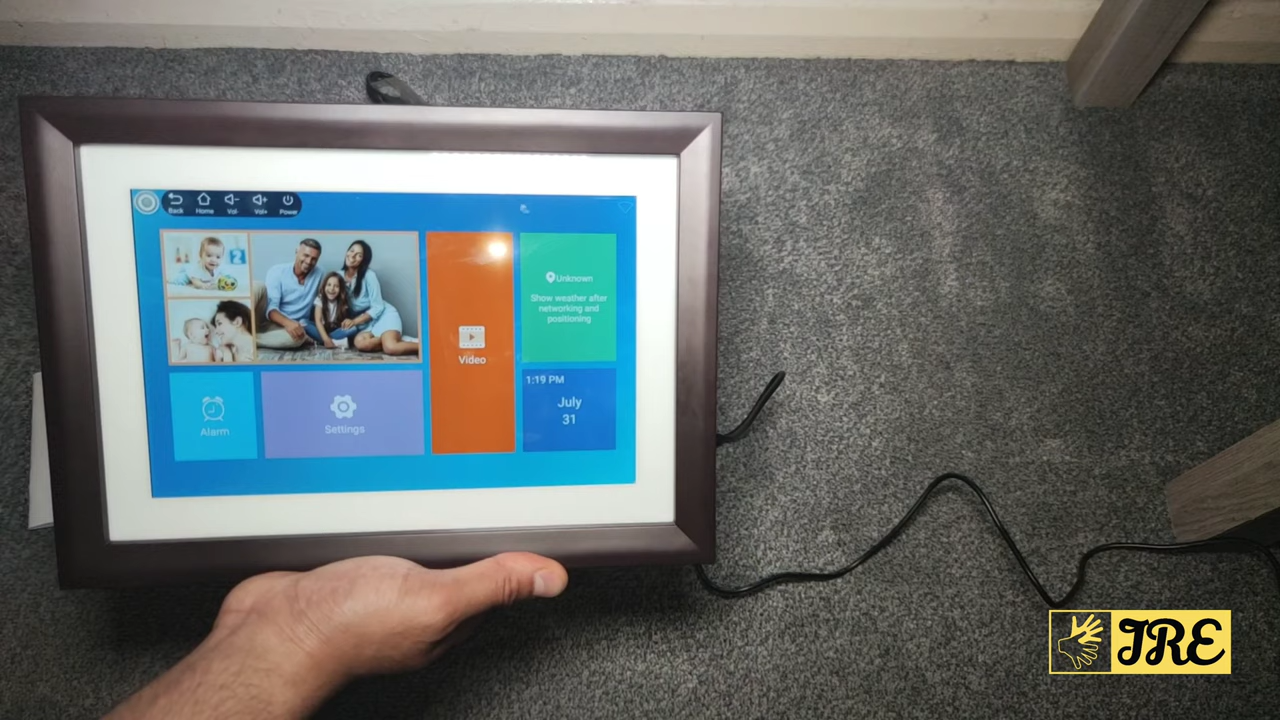 Back Home Vol- Vol+ Power
2
Unknown
Show weather after
networking and
positioning
Video
1:19 PM
July
31
Alarm
Settings
JRE